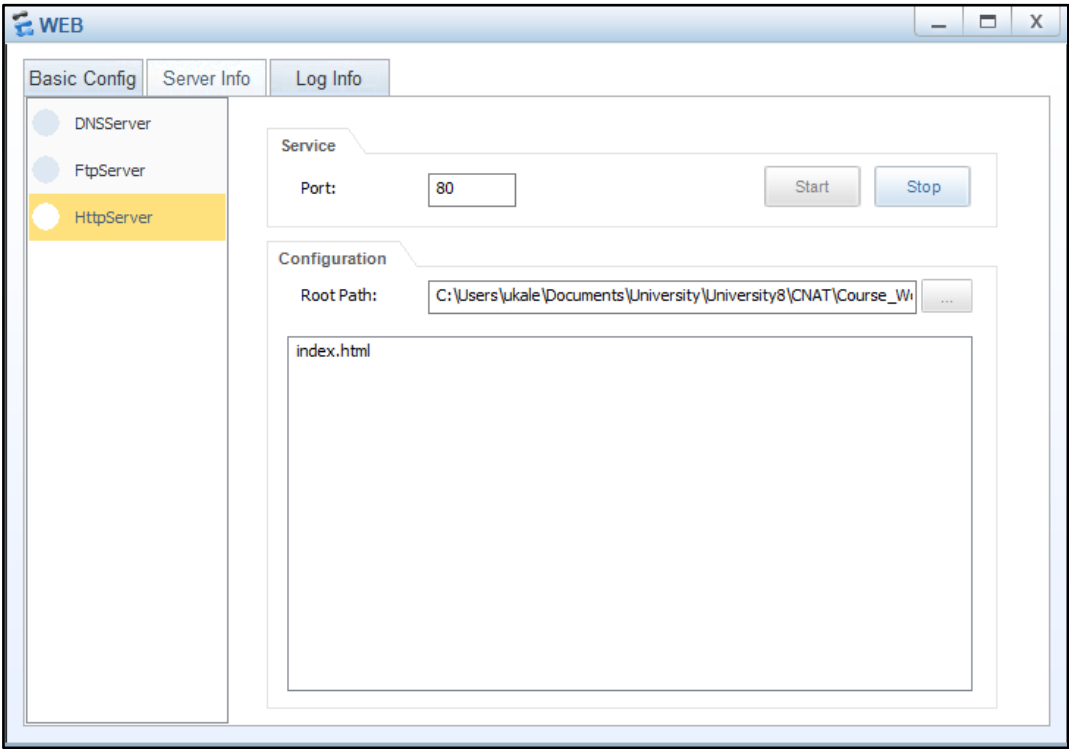 WEB
X
Basic Config Server Info Log Info
DNSServer
FtpServer
HttpServer
Service
Port: 80 Start Stop
Configuration
Root Path: C:\Users\ukale\Documents\University\University8\CNAT\Course_W ...
index.html